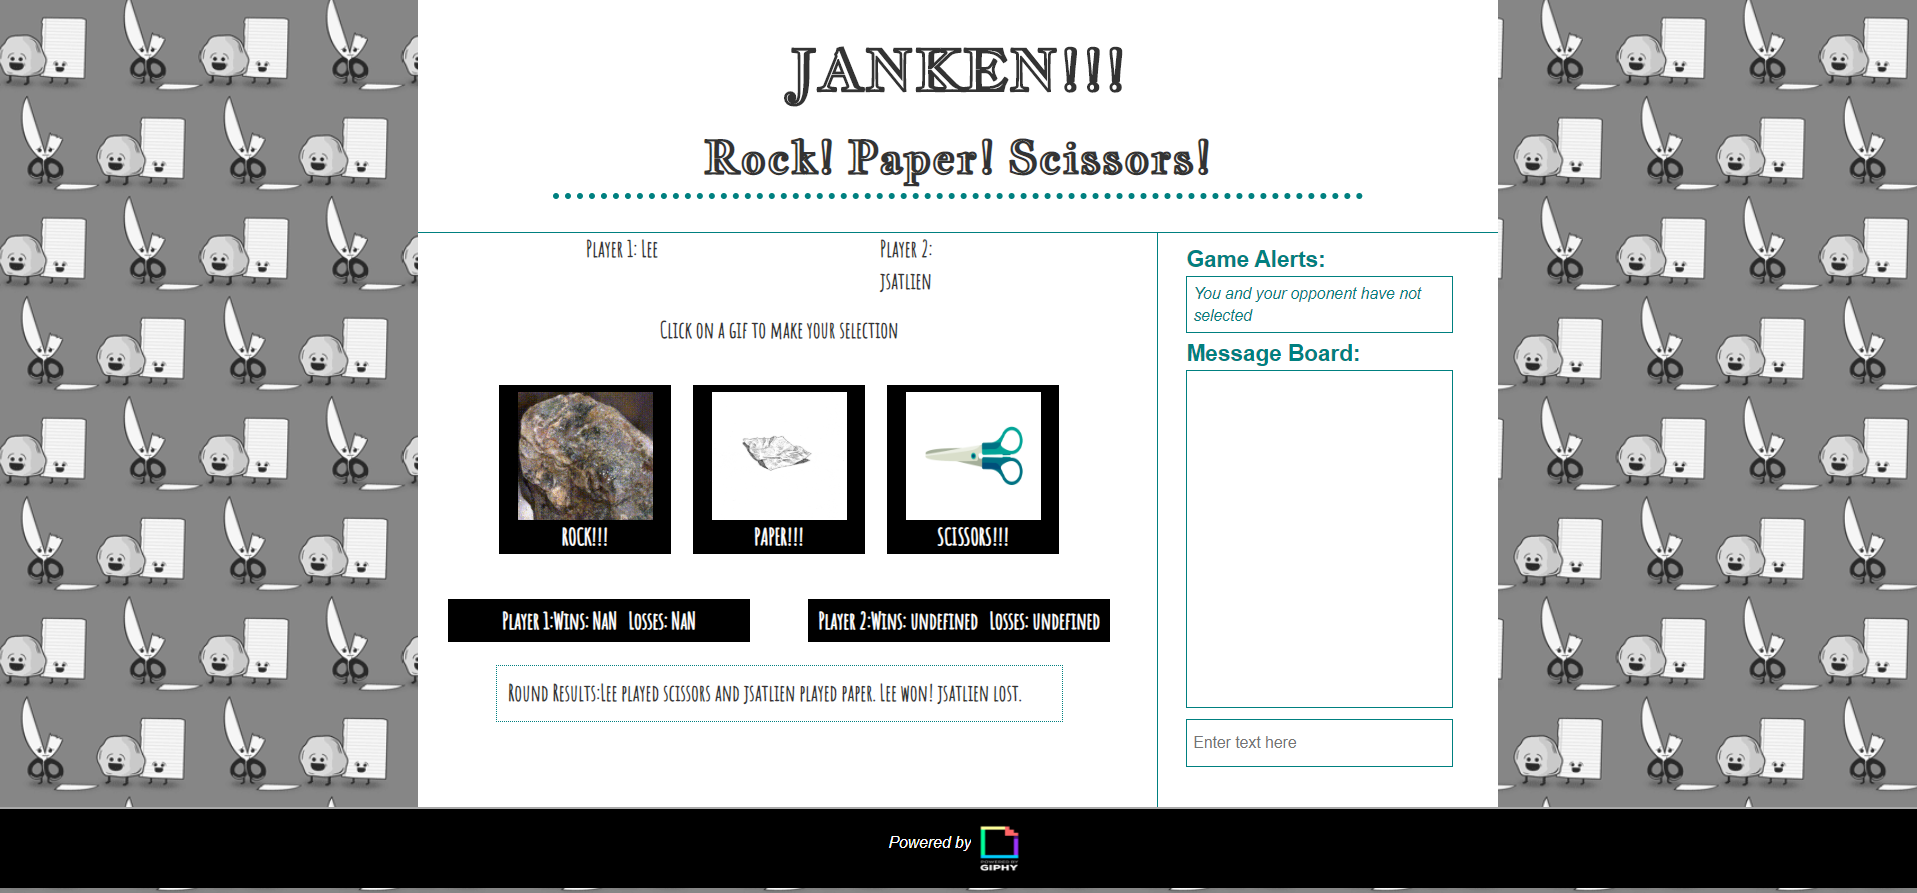 JANKEN!!!
Rock! Paper! Scissors!
Player 1: Lee
Player 2:
jsatlien
Click on a gif to make your selection
ROCK!!!
PAPER!!!
SCISSORS!!!
Player 1:Wins: NaN Losses: NaN
Player 2:Wins: undefined Losses: undefined
Round Results:Lee played scissors and jsatlien played paper. Lee won! jsatlien lost.
Game Alerts:
You and your opponent have not
selected
Message Board:
Enter text here
Powered by
POWERED BY
GIPHY